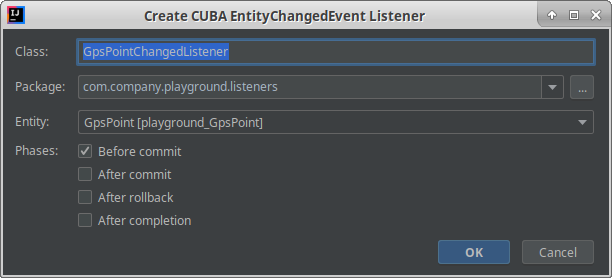 IJ
Create CUBA EntityChangedEvent Listener
Class: GpsPointChangedListener
Package: com.company.playground.listeners ...
Entity: GpsPoint [playground_GpsPoint]
Phases: Before commit
After commit
After rollback
After completion
OK Cancel